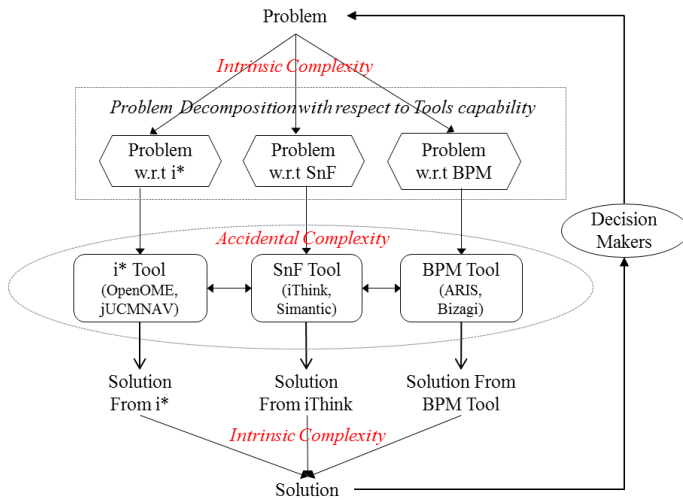 Problem
Intrinsic Complexity
Problem Decomposition with respect to Tools capability
Problem
w.r.t i*
Problem
w.r.t SnF
Problem
w.r.t BPM
Decision
Makers
Accidental Complexity
i* Tool
(OpenOME,
jUCMNAV)
SnF Tool
(iThink,
Simantic)
BPM Tool
(ARIS,
Bizagi)
Solution
From i*
Solution
From iThink
Solution From
BPM Tool
Intrinsic Complexity
Solution